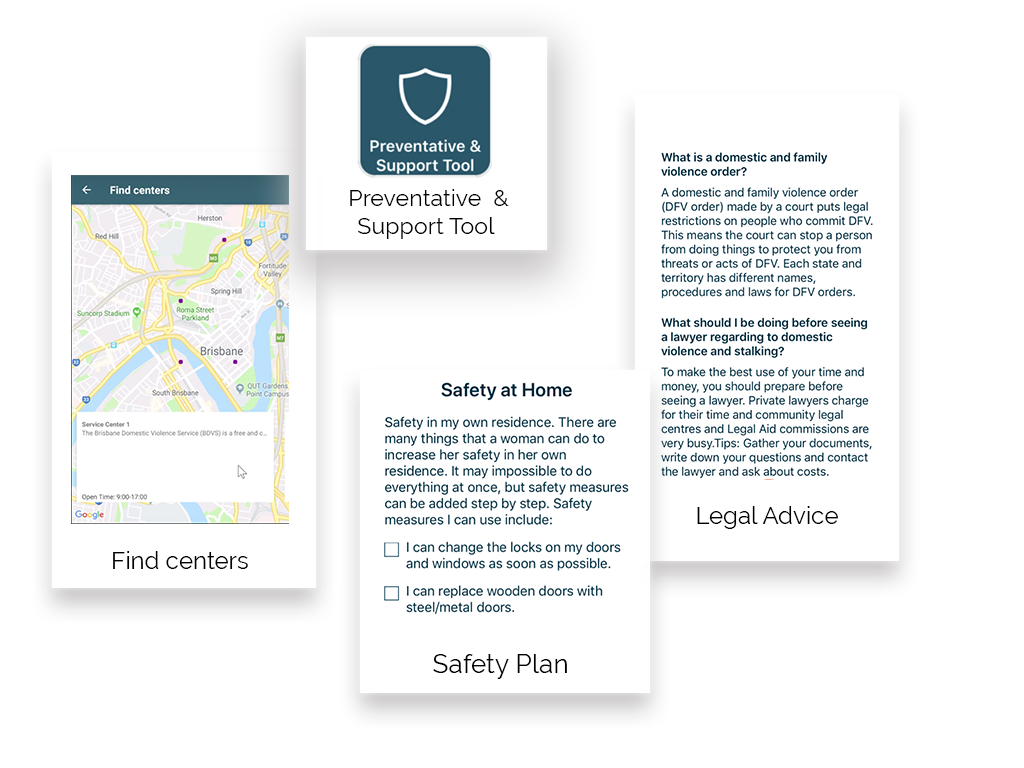 Preventative &
Support Tool
Preventative &
Support Tool
Find centers
Herston
Red Hill
Fortitude
Valley
Spring Hill
Suncorp Stadium
Roma Street
Parkland
Brisbane
QUT Gardens
Point Campus
South Brisbane
Service Center 1
The Brisbane Domestic Violence Service (BDVS) is a free and c...
Open Time: 9:00-17:00
Google
Find centers
Safety at Home
Safety in my own residence. There are
many things that a woman can do to
increase her safety in her own
residence. It may impossible to do
everything at once, but safety measures
can be added step by step. Safety
measures I can use include:
I can change the locks on my doors
and windows as soon as possible.
I can replace wooden doors with
steel/metal doors.
Safety Plan
What is a domestic and family
violence order?
A domestic and family violence order
(DFV order) made by a court puts legal
restrictions on people who commit DFV.
This means the court can stop a person
from doing things to protect you from
threats or acts of DFV. Each state and
territory has different names,
procedures and laws for DFV orders.
What should I be doing before seeing
a lawyer regarding to domestic
violence and stalking?
To make the best use of your time and
money, you should prepare before
seeing a lawyer. Private lawyers charge
for their time and community legal
centres and Legal Aid commissions are
very busy.Tips: Gather your documents,
write down your questions and contact
the lawyer and ask about costs.
Legal Advice